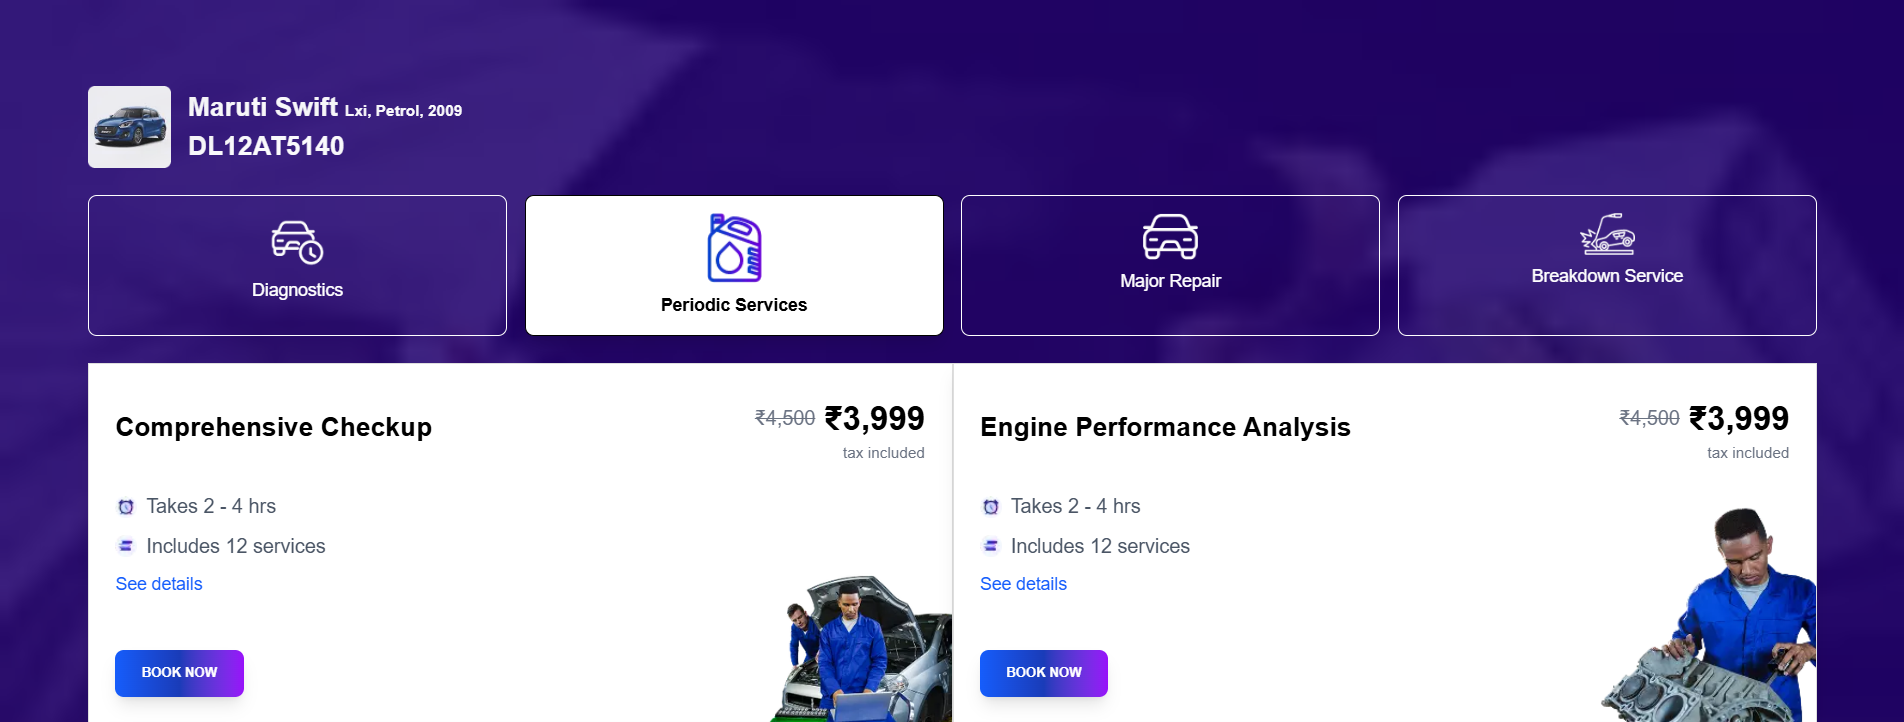 Maruti Swift Lxi, Petrol, 2009
DL12AT5140
Diagnostics
Periodic Services
Major Repair
Breakdown Service
Comprehensive Checkup
₹4,500 ₹3,999
tax included
Takes 2 - 4 hrs
Includes 12 services
See details
BOOK NOW
Engine Performance Analysis
₹4,500 ₹3,999
tax included
Takes 2 - 4 hrs
Includes 12 services
See details
BOOK NOW